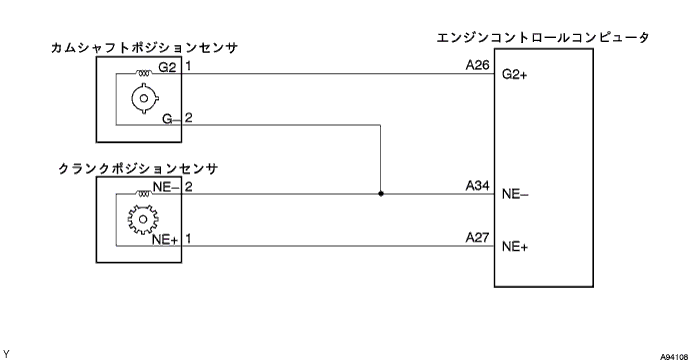 エンジンコントロールコンピュータ
カムシャフトポジションセンサ
G2 1 A26 G2+
G− 2
クランクポジションセンサ
NE− 2 A34 NE−
NE+ 1 A27 NE+
Y A94108